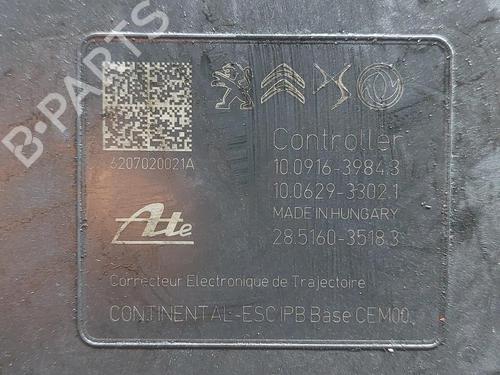 B-PARTS
6207020021A
Controller
10.0916-3984.3
10.0629-3302.1
MADE IN HUNGARY
28.5160-3518.3
Ate
Correcteur Electronique de Trajectoire
CONTINENTAL-ESC IPB Base CEM00.